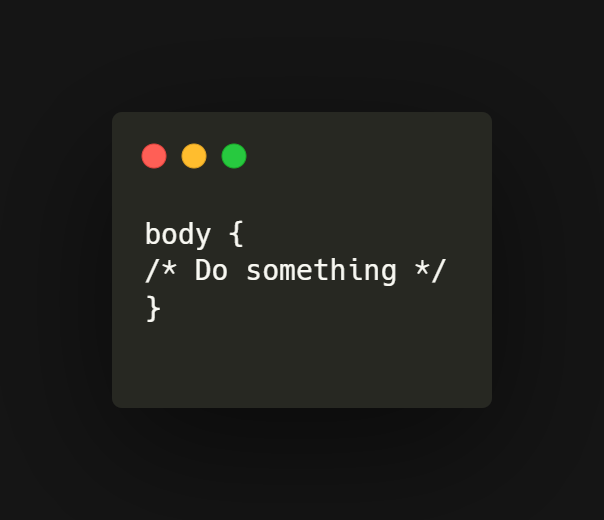 body {
/* Do something */
}